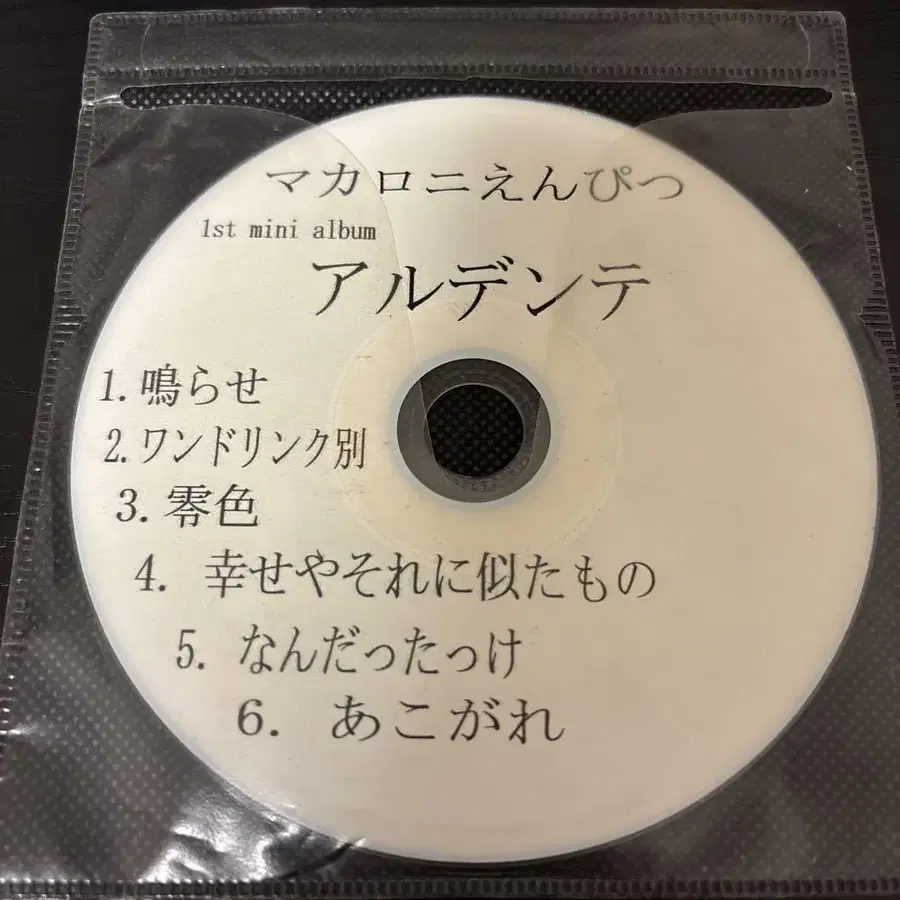 マカロニえんぴつ
1st mini album
アルデンテ
1.鳴らせ
2.ワンドリンク別
3.零色
4. 幸せやそれに似たもの
5. なんだったっけ
6. あこがれ